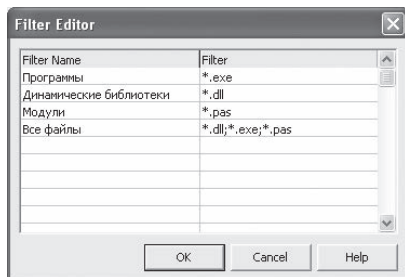 Filter Editor
Filter Name Filter
Программы *.exe
Динамические библиотеки *.dll
Модули *.pas
Все файлы *.dll;*.exe;*.pas
OK Cancel Help